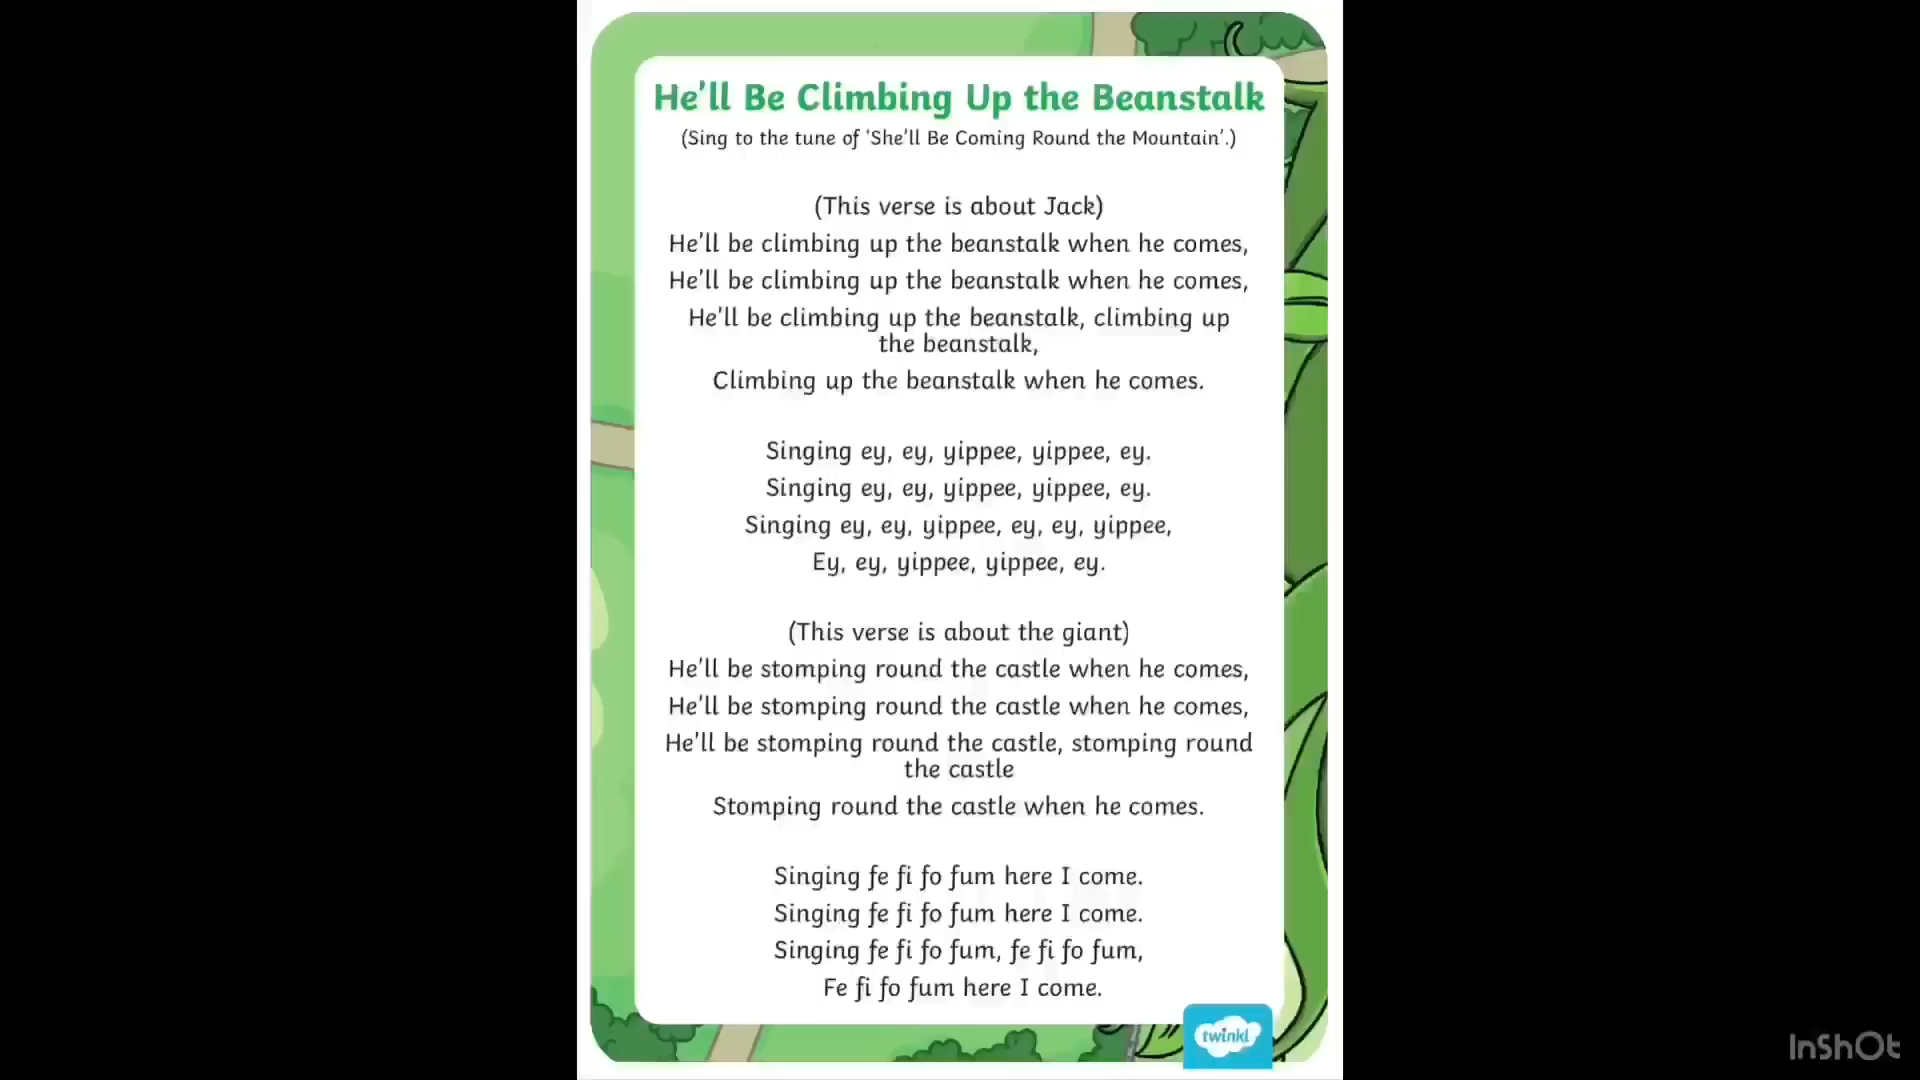 He'll Be Climbing Up the Beanstalk
(Sing to the tune of 'She'll Be Coming Round the Mountain'.)
(This verse is about Jack)
He'll be climbing up the beanstalk when he comes,
He'll be climbing up the beanstalk when he comes,
He'll be climbing up the beanstalk, climbing up
the beanstalk,
Climbing up the beanstalk when he comes.
Singing ey, ey, yippee, yippee, ey.
Singing ey, ey, yippee, yippee, ey.
Singing ey, ey, yippee, ey, ey, yippee,
Ey, ey, yippee, yippee, ey.
(This verse is about the giant)
He'll be stomping round the castle when he comes,
He'll be stomping round the castle when he comes,
He'll be stomping round the castle, stomping round
the castle
Stomping round the castle when he comes.
Singing fe fi fo fum here I come.
Singing fe fi fo fum here I come.
Singing fe fi fo fum, fe fi fo fum,
Fe fi fo fum here I come.
twinkl
InShOt